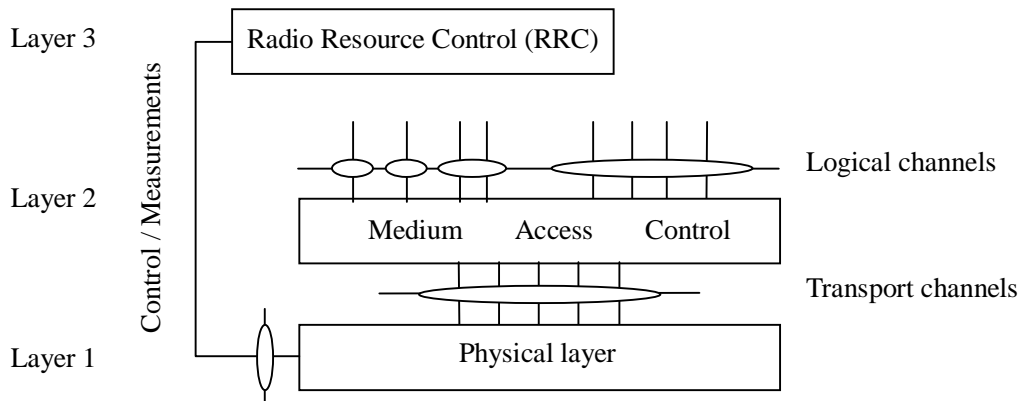 Layer 3
Radio Resource Control (RRC)
Control / Measurements
Logical channels
Layer 2
Medium Access Control
Transport channels
Layer 1
Physical layer